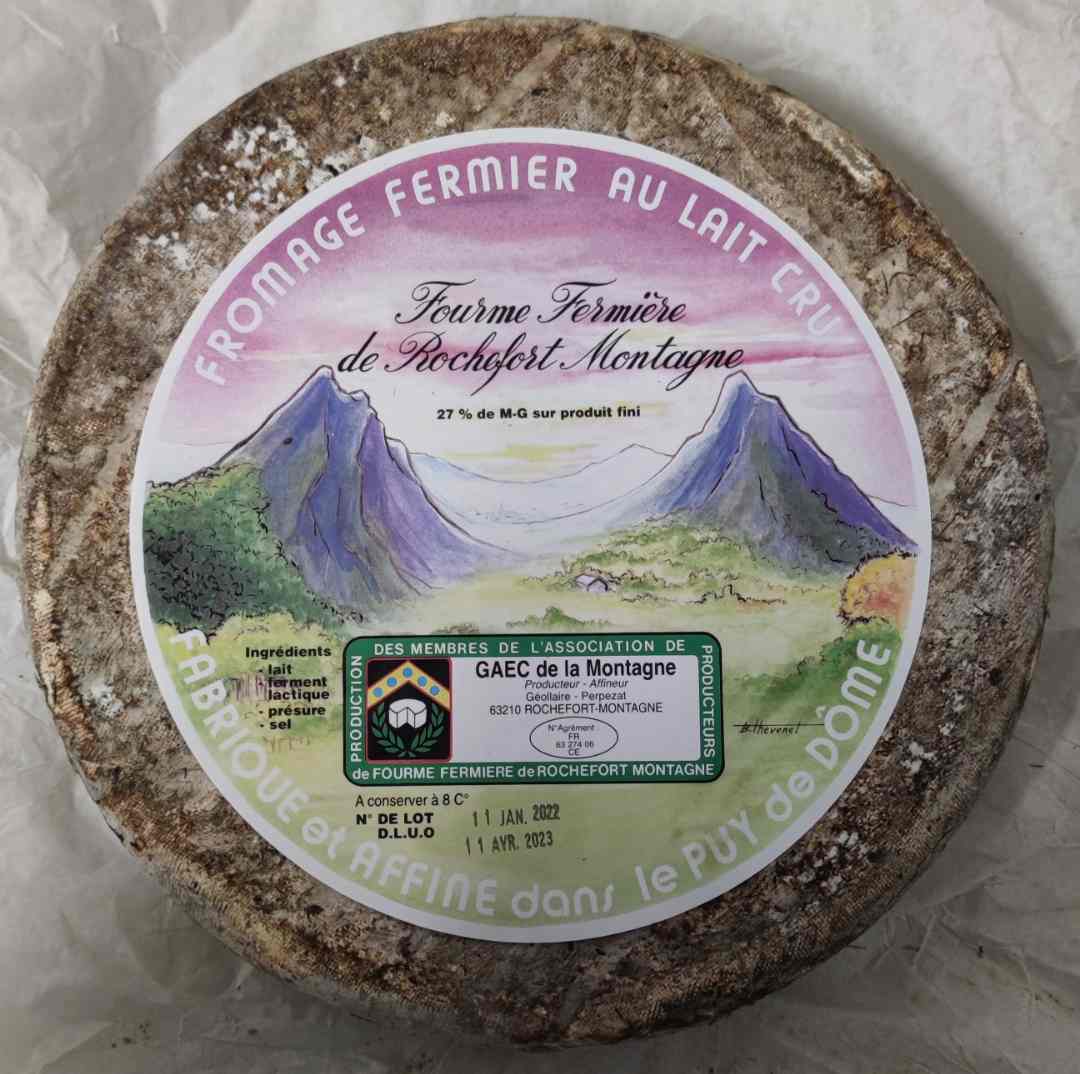 FROMAGE FERMIER AU LAIT CRU
Fourme Fermière
de Rochefort Montagne
27 % de M-G sur produit fini
Ingrédients
- lait
- ferment
lactique
- présure
- sel
PRODUCTION
DES MEMBRES DE L'ASSOCIATION DE
PRODUCTEURS
GAEC de la Montagne
Producteur - Affineur
Géollaire - Perpezat
63210 ROCHEFORT-MONTAGNE
N°Agrément :
FR
63 274 06
CE
de FOURME FERMIERE de ROCHEFORT MONTAGNE
B. Thevenet
A conserver à 8 C°
N° DE LOT 11 JAN. 2022
D.L.U.O 11 AVR. 2023
FABRIQUE et AFFINE dans le PUY de DÔME